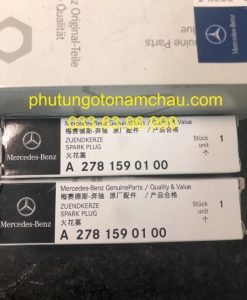 z Original-Teile
Qualität
nuine Parts
phutungotonamchau.com
Mercedes-Benz GenuineParts / Quality & Value
梅赛德斯-奔驰 原厂配件 / 产品合格
ZUENDKERZE
SPARK PLUG
火花塞
Stück
unit
1
Mercedes-Benz
A 278 159 01 00
Mercedes-Benz GenuineParts / Quality & Value
梅赛德斯-奔驰 原厂配件 / 产品合格
ZUENDKERZE
SPARK PLUG
火花塞
Stück
unit
1
Mercedes-Benz
A 278 159 01 00